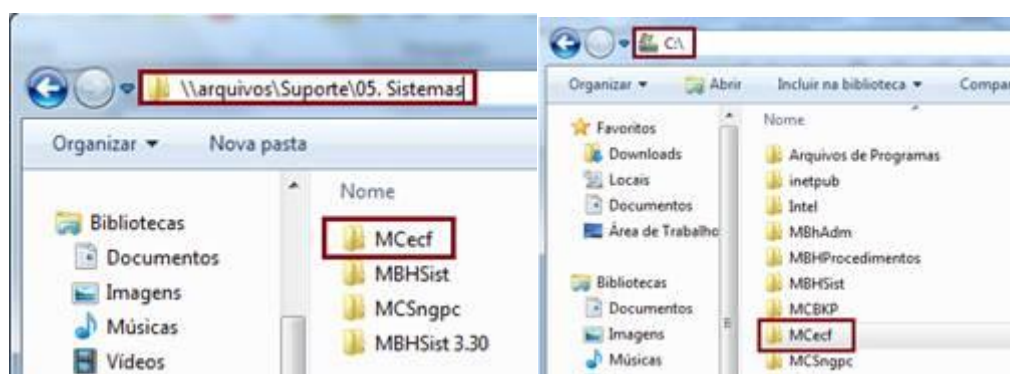 \\arquivos\Suporte\05. Sistemas
Organizar Nova pasta
Nome
Bibliotecas
Documentos
Imagens
Músicas
Vídeos
MCecf
MBHSist
MCSngpc
MBHSist 3.30
C:\
Organizar Abrir Incluir na biblioteca Compar
Favoritos
Downloads
Locais
Documentos
Área de Trabalho
Bibliotecas
Documentos
Imagens
Músicas
Nome
Arquivos de Programas
inetpub
Intel
MBhAdm
MBHProcedimentos
MBHSist
MCBKP
MCecf
MCSngpc